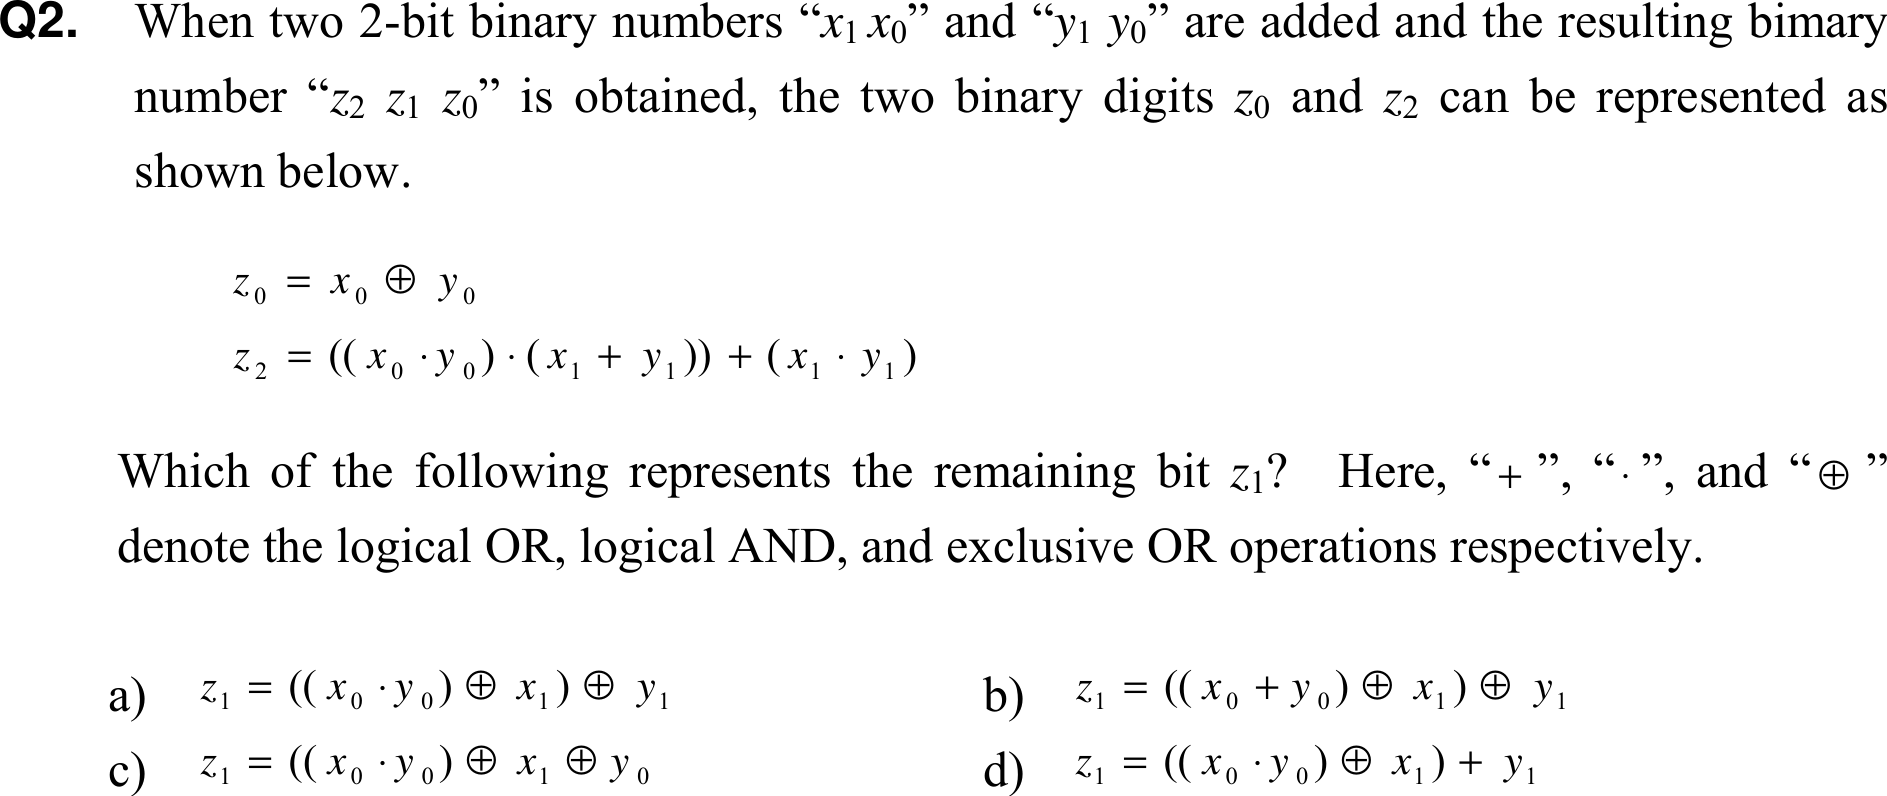 Q2. When two 2-bit binary numbers “x₁ x₀” and “y₁ y₀” are added and the resulting bimary
number “z₂ z₁ z₀” is obtained, the two binary digits z₀ and z₂ can be represented as
shown below.
z₀ = x₀ ⊕ y₀
z₂ = ((x₀ · y₀) · (x₁ + y₁)) + (x₁ · y₁)
Which of the following represents the remaining bit z₁? Here, “+”, “·”, and “⊕”
denote the logical OR, logical AND, and exclusive OR operations respectively.
a) z₁ = ((x₀ · y₀) ⊕ x₁) ⊕ y₁ b) z₁ = ((x₀ + y₀) ⊕ x₁) ⊕ y₁
c) z₁ = ((x₀ · y₀) ⊕ x₁ ⊕ y₀ d) z₁ = ((x₀ · y₀) ⊕ x₁) + y₁